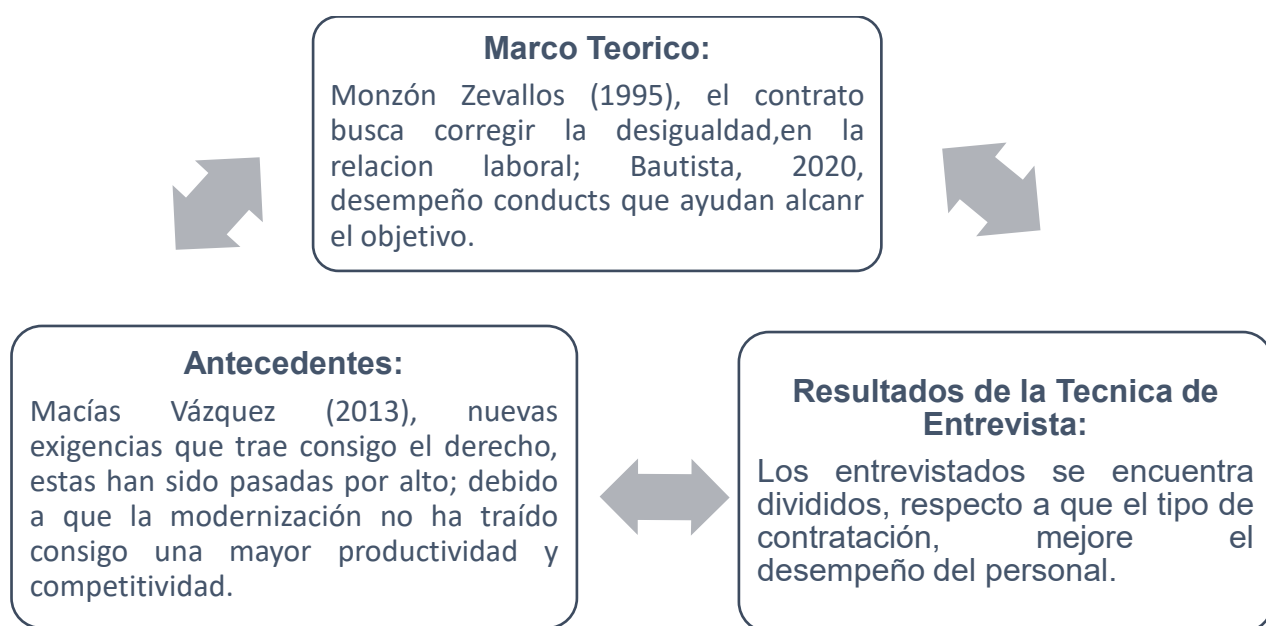 Marco Teorico:
Monzón Zevallos (1995), el contrato
busca corregir la desigualdad,en la
relacion laboral; Bautista, 2020,
desempeño conducts que ayudan alcanr
el objetivo.
Antecedentes:
Macías Vázquez (2013), nuevas
exigencias que trae consigo el derecho,
estas han sido pasadas por alto; debido
a que la modernización no ha traído
consigo una mayor productividad y
competitividad.
Resultados de la Tecnica de
Entrevista:
Los entrevistados se encuentra
divididos, respecto a que el tipo de
contratación, mejore el
desempeño del personal.